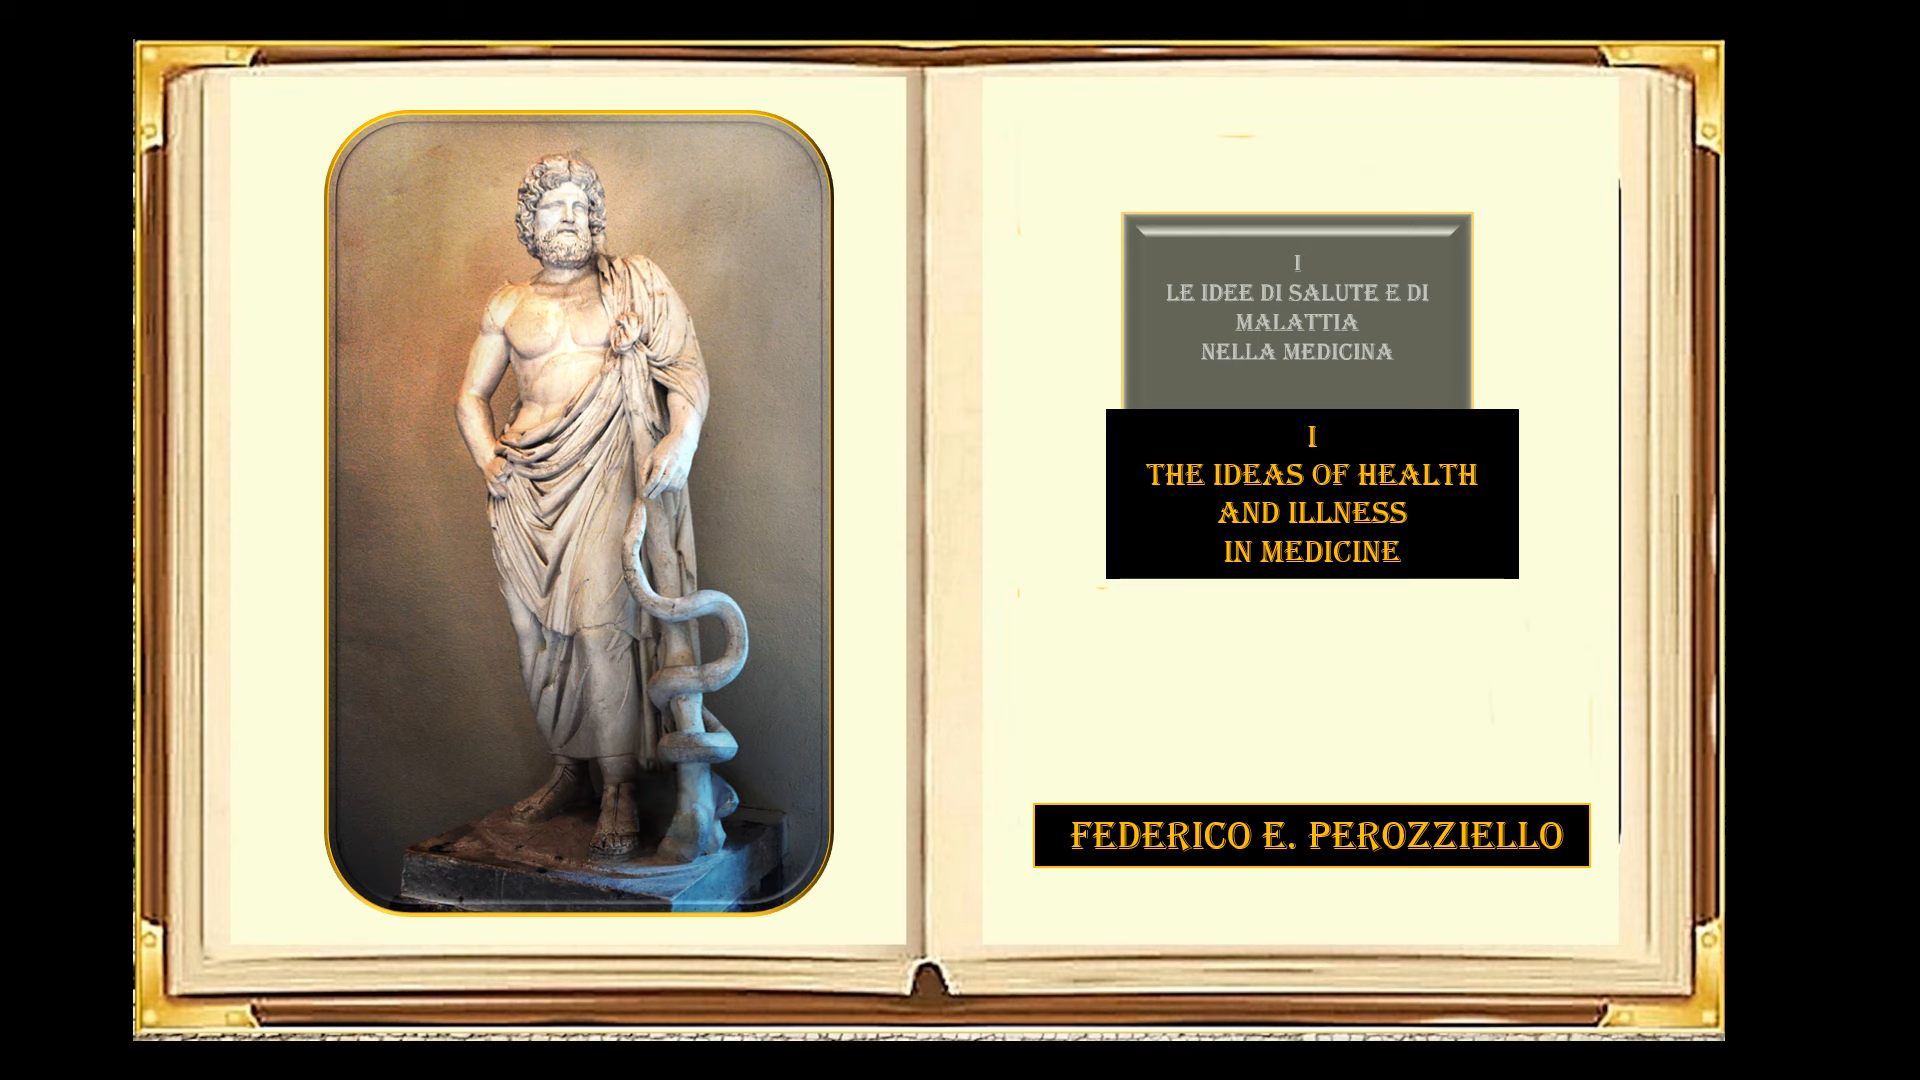 I
LE IDEE DI SALUTE E DI
MALATTIA
NELLA MEDICINA
I
THE IDEAS OF HEALTH
AND ILLNESS
IN MEDICINE
FEDERICO E. PEROZZIELLO